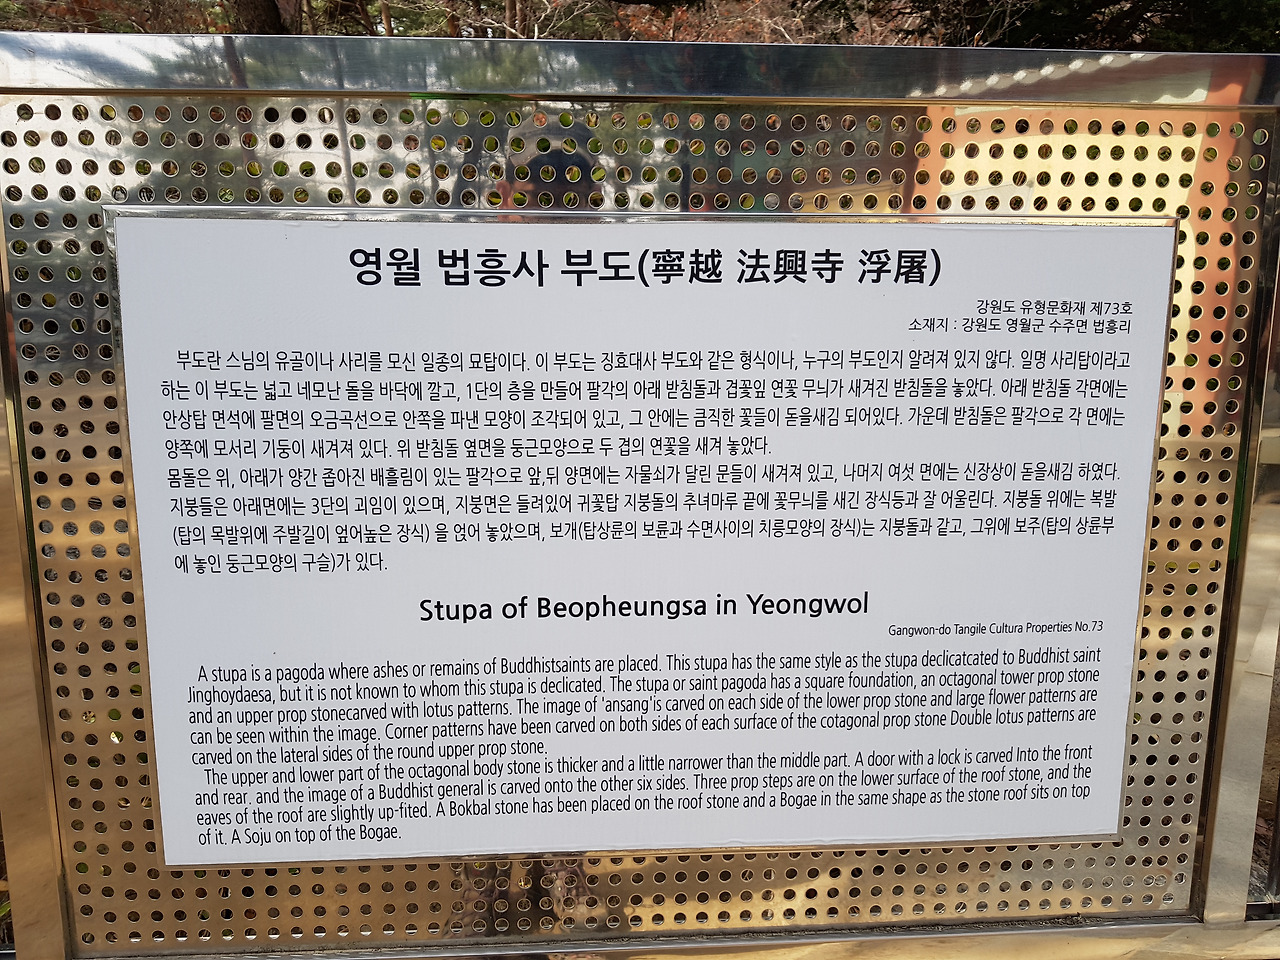 영월 법흥사 부도(寧越 法興寺 浮屠)
강원도 유형문화재 제73호
소재지 : 강원도 영월군 수주면 법흥리
부도란 스님의 유골이나 사리를 모신 일종의 묘탑이다. 이 부도는 징효대사 부도와 같은 형식이나, 누구의 부도인지 알려져 있지 않다. 일명 사리탑이라고
하는 이 부도는 넓고 네모난 돌을 바닥에 깔고, 1단의 층을 만들어 팔각의 아래 받침돌과 겹꽃잎 연꽃 무늬가 새겨진 받침돌을 놓았다. 아래 받침돌 각면에는
안상탑 면석에 팔면의 오금곡선으로 안쪽을 파낸 모양이 조각되어 있고, 그 안에는 큼직한 꽃들이 돋을새김 되어있다. 가운데 받침돌은 팔각으로 각 면에는
양쪽에 모서리 기둥이 새겨져 있다. 위 받침돌 옆면을 둥근모양으로 두 겹의 연꽃을 새겨 놓았다.
몸돌은 위, 아래가 약간 좁아진 배흘림이 있는 팔각으로 앞,뒤 양면에는 자물쇠가 달린 문들이 새겨져 있고, 나머지 여섯 면에는 신장상이 돋을새김 하였다.
지붕들은 아래면에는 3단의 괴임이 있으며, 지붕면은 들려있어 귀꽃탑 지붕돌의 추녀마루 끝에 꽃무늬를 새긴 장식등과 잘 어울린다. 지붕돌 위에는 복발
(탑의 목발위에 주발길이 엎어높은 장식) 을 얹어 놓았으며, 보개(탑상륜의 보륜과 수면사이의 치릉모양의 장식)는 지붕돌과 같고, 그위에 보주(탑의 상륜부
에 놓인 둥근모양의 구슬)가 있다.
Stupa of Beopheungsa in Yeongwol
Gangwon-do Tangile Cultura Properties No.73
A stupa is a pagoda where ashes or remains of Buddhistsaints are placed. This stupa has the same style as the stupa declicatcated to Buddhist saint
Jinghoydaesa, but it is not known to whom this stupa is declicated. The stupa or saint pagoda has a square foundation, an octagonal tower prop stone
and an upper prop stonecarved with lotus patterns. The image of 'ansang'is carved on each side of the lower prop stone and large flower patterns are
can be seen within the image. Corner patterns have been carved on both sides of each surface of the cotagonal prop stone Double lotus patterns are
carved on the lateral sides of the round upper prop stone.
The upper and lower part of the octagonal body stone is thicker and a little narrower than the middle part. A door with a lock is carved Into the front
and rear. and the image of a Buddhist general is carved onto the other six sides. Three prop steps are on the lower surface of the roof stone, and the
eaves of the roof are slightly up-fited. A Bokbal stone has been placed on the roof stone and a Bogae in the same shape as the stone roof sits on top
of it. A Soju on top of the Bogae.